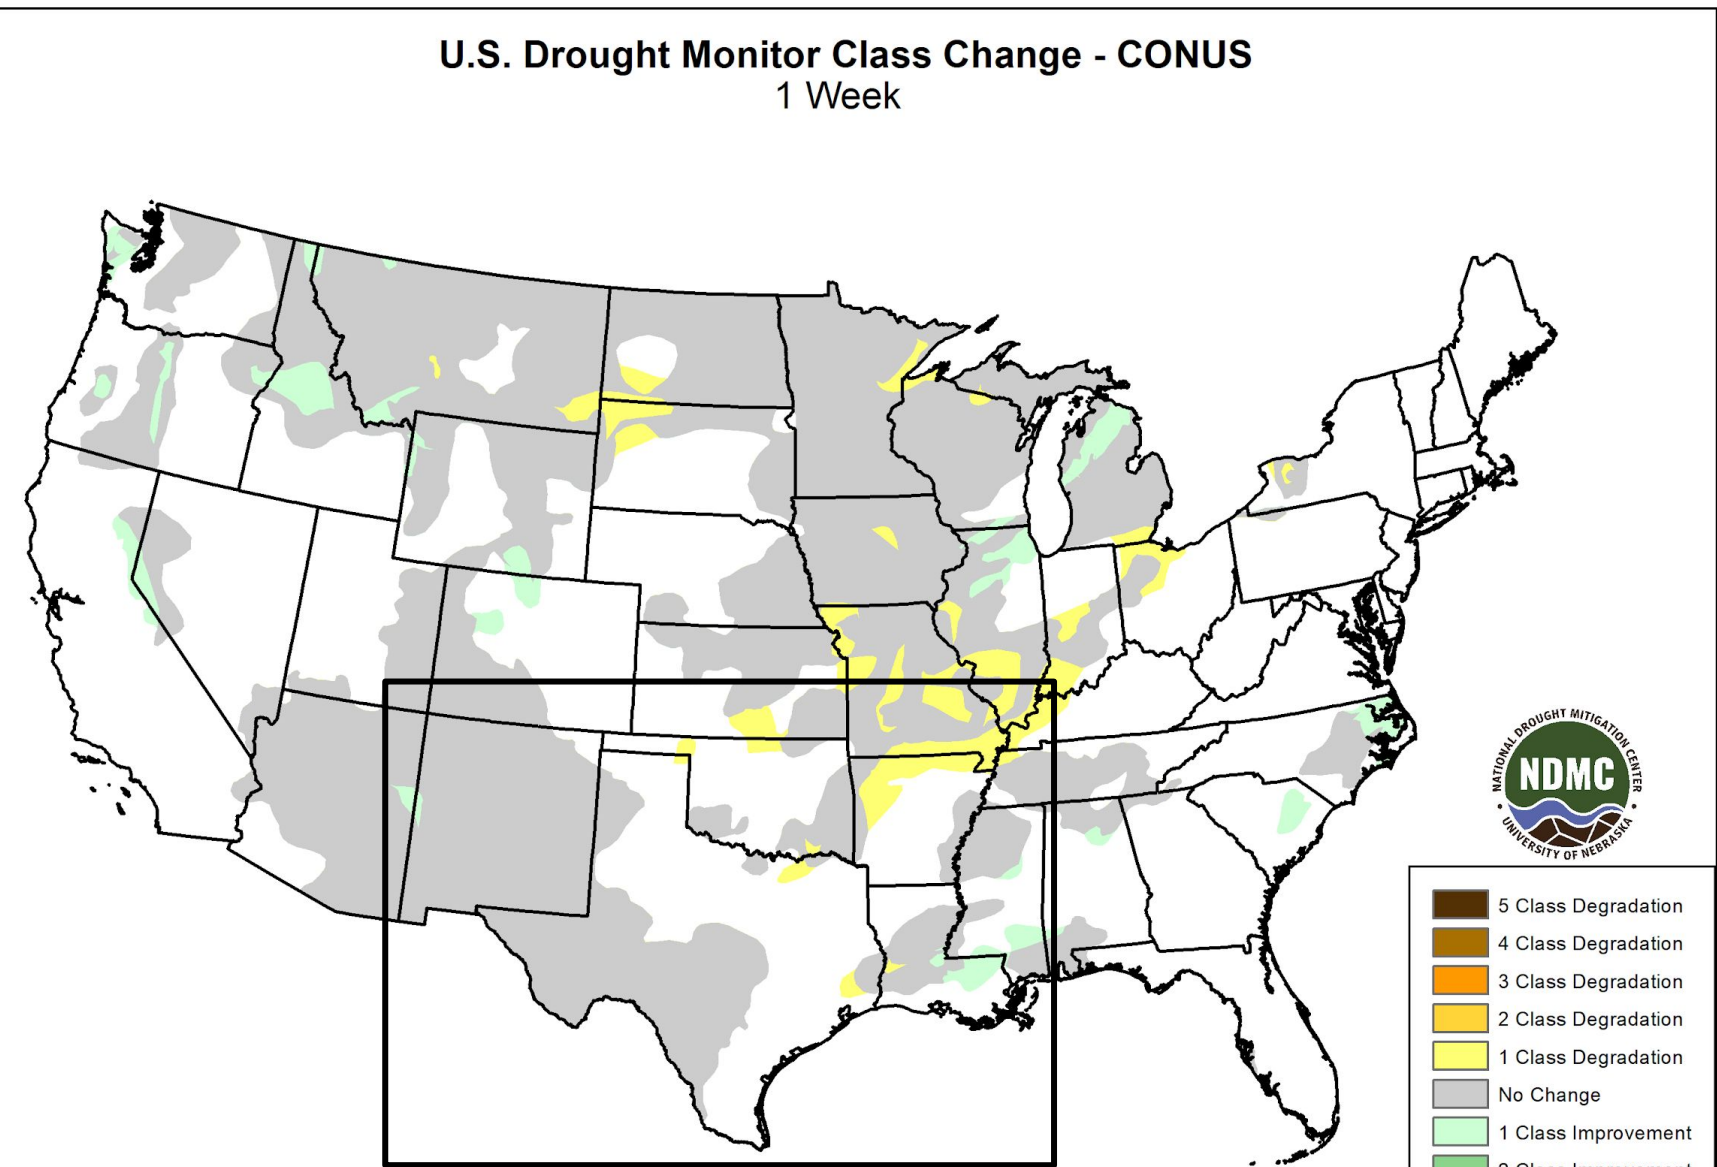 U.S. Drought Monitor Class Change - CONUS
1 Week
NATIONAL DROUGHT MITIGATION CENTER
NDMC
UNIVERSITY OF NEBRASKA
5 Class Degradation
4 Class Degradation
3 Class Degradation
2 Class Degradation
1 Class Degradation
No Change
1 Class Improvement